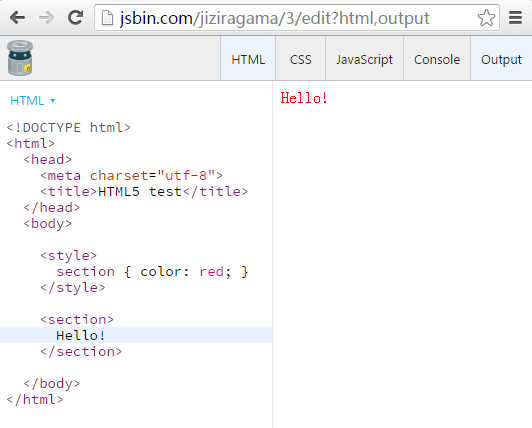 jsbin.com/jiziragama/3/edit?html,output
HTML CSS JavaScript Console Output
HTML
Hello!
<!DOCTYPE html>
<html>
  <head>
    <meta charset="utf-8">
    <title>HTML5 test</title>
  </head>
  <body>

    <style>
      section { color: red; }
    </style>

    <section>
      Hello!
    </section>

  </body>
</html>